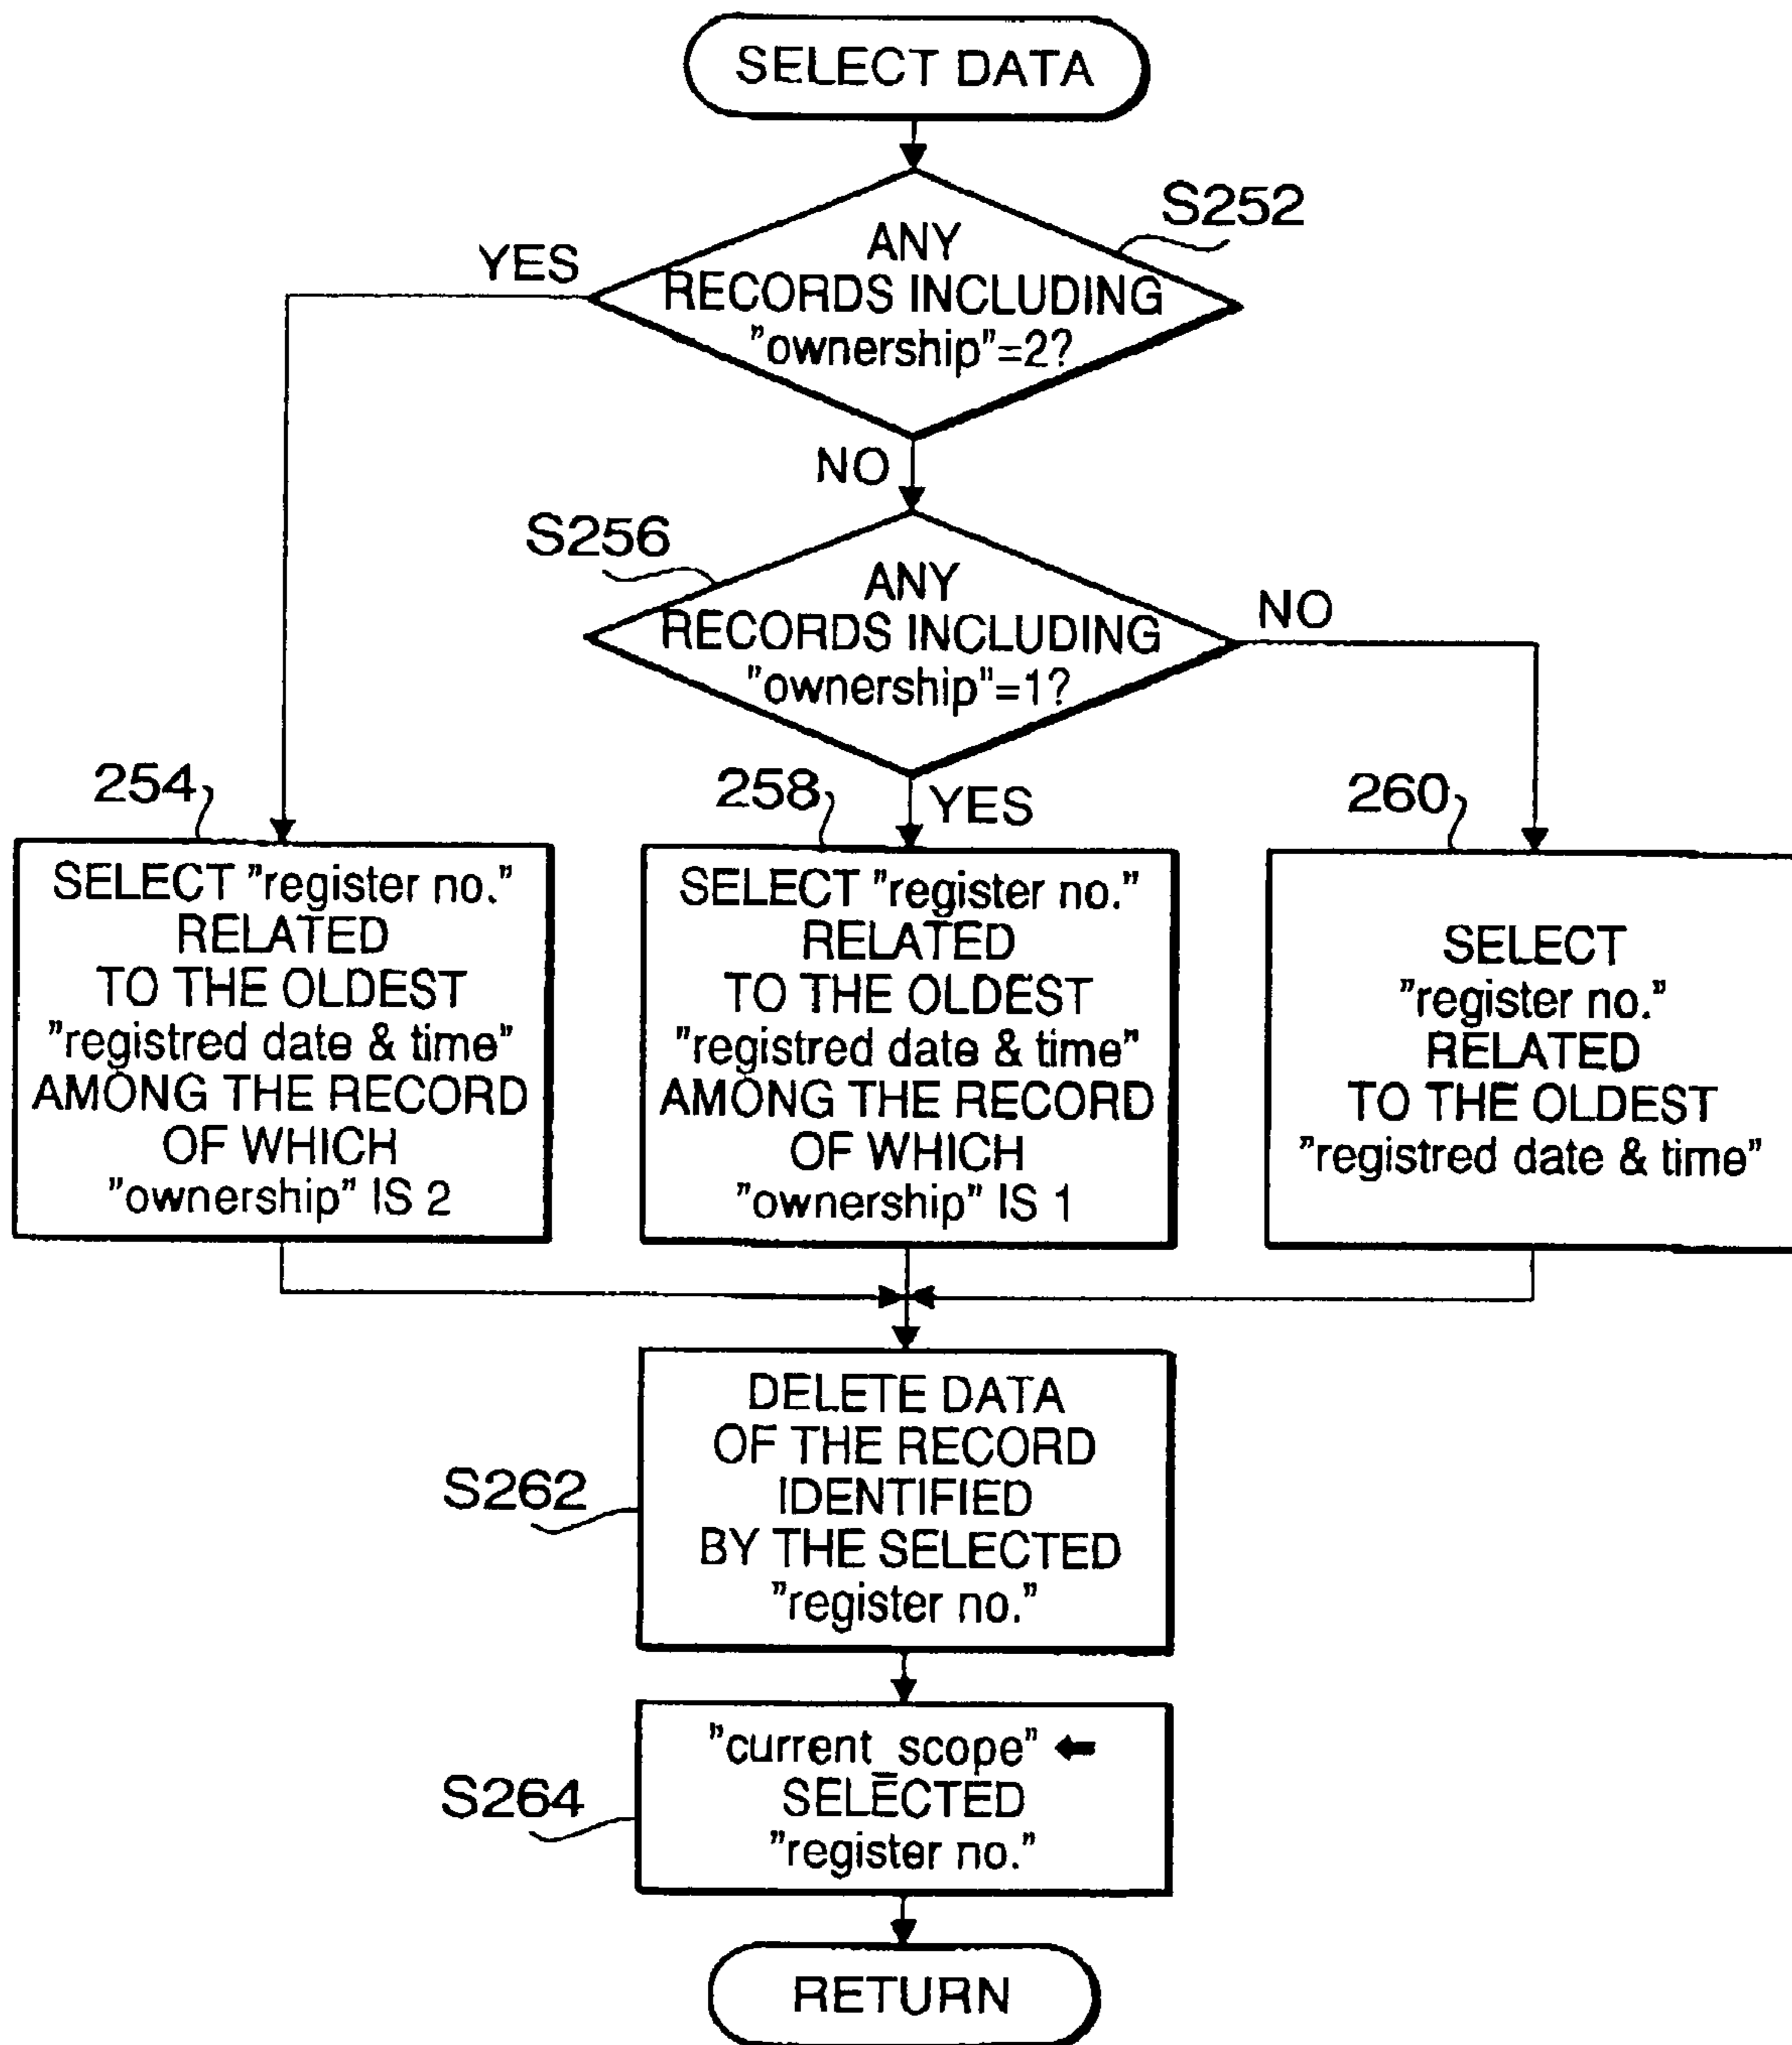 SELECT DATA
S252
ANY
RECORDS INCLUDING
"ownership"=2?
YES
NO
S256
ANY
RECORDS INCLUDING
"ownership"=1?
NO
YES
254
SELECT "register no."
RELATED
TO THE OLDEST
"registred date & time"
AMONG THE RECORD
OF WHICH
"ownership" IS 2
258
SELECT "register no."
RELATED
TO THE OLDEST
"registred date & time"
AMONG THE RECORD
OF WHICH
"ownership" IS 1
260
SELECT
"register no."
RELATED
TO THE OLDEST
"registred date & time"
S262
DELETE DATA
OF THE RECORD
IDENTIFIED
BY THE SELECTED
"register no."
S264
"current_scope" ←
SELECTED
"register no."
RETURN